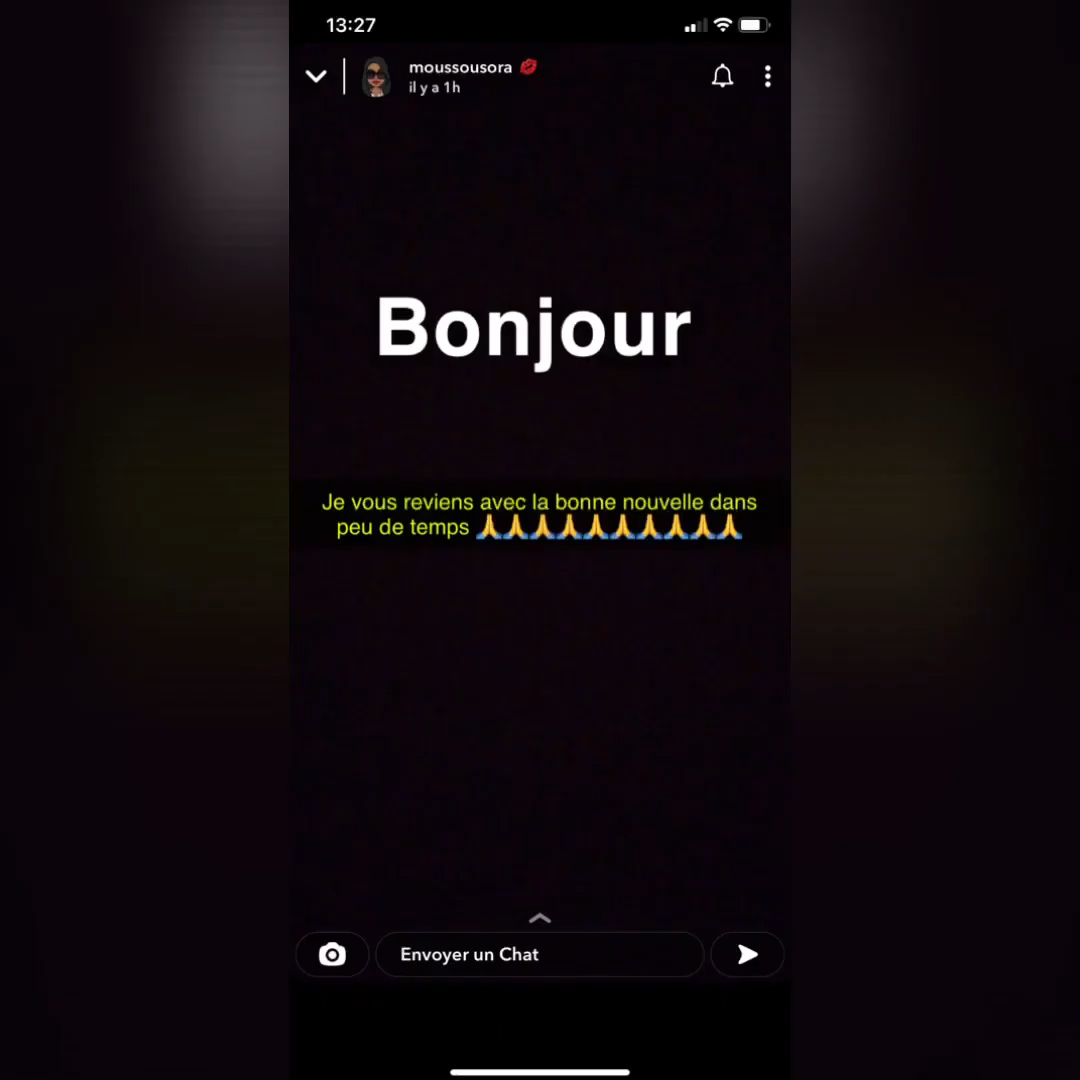 13:27
moussousora 💋
il y a 1h
Bonjour
Je vous reviens avec la bonne nouvelle dans
peu de temps 🙏🙏🙏🙏🙏🙏🙏🙏🙏🙏
Envoyer un Chat